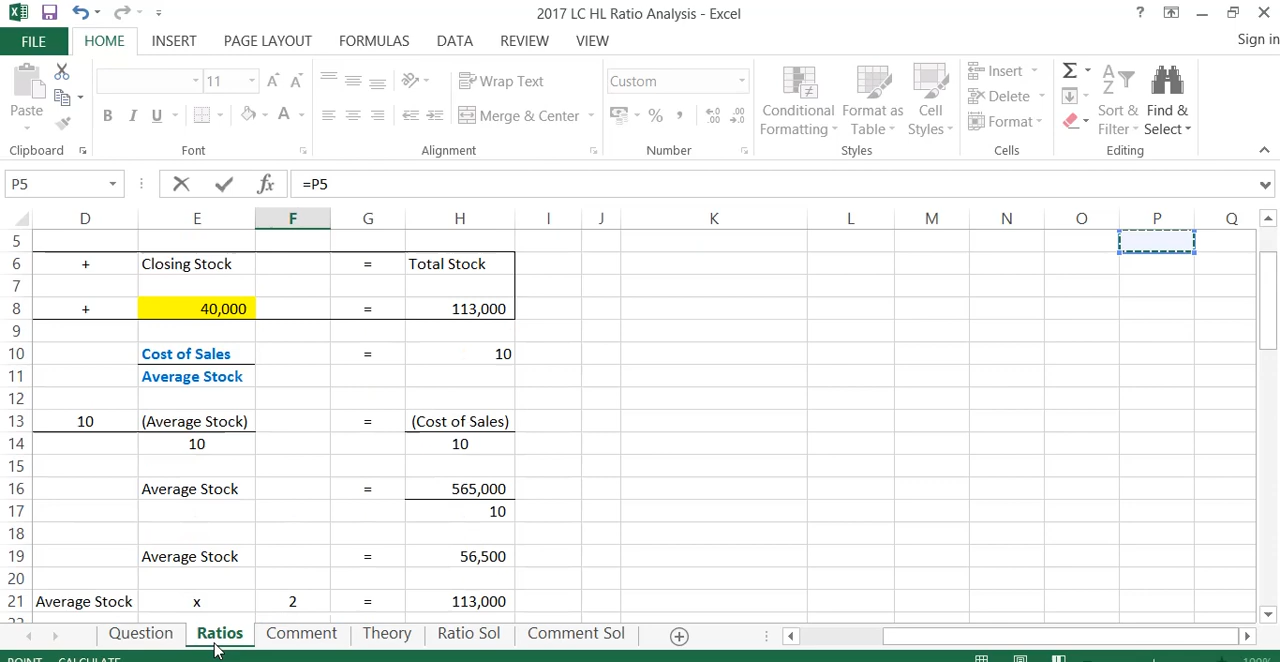 2017 LC HL Ratio Analysis - Excel
?
FILE HOME INSERT PAGE LAYOUT FORMULAS DATA REVIEW VIEW Sign in
Paste 11 A A Wrap Text Custom Insert Σ
B I U A Merge & Center % , Conditional Formatting Format as Table Cell Styles Delete Sort & Filter Find & Select
Format
Clipboard Font Alignment Number Styles Cells Editing
P5 fx =P5
D E F G H I J K L M N O P Q
5
6 + Closing Stock = Total Stock
7
8 + 40,000 = 113,000
9
10 Cost of Sales = 10
11 Average Stock
12
13 10 (Average Stock) = (Cost of Sales)
14 10 10
15
16 Average Stock = 565,000
17 10
18
19 Average Stock = 56,500
20
21 Average Stock x 2 = 113,000
Question Ratios Comment Theory Ratio Sol Comment Sol
POINT CALCULATE 100%